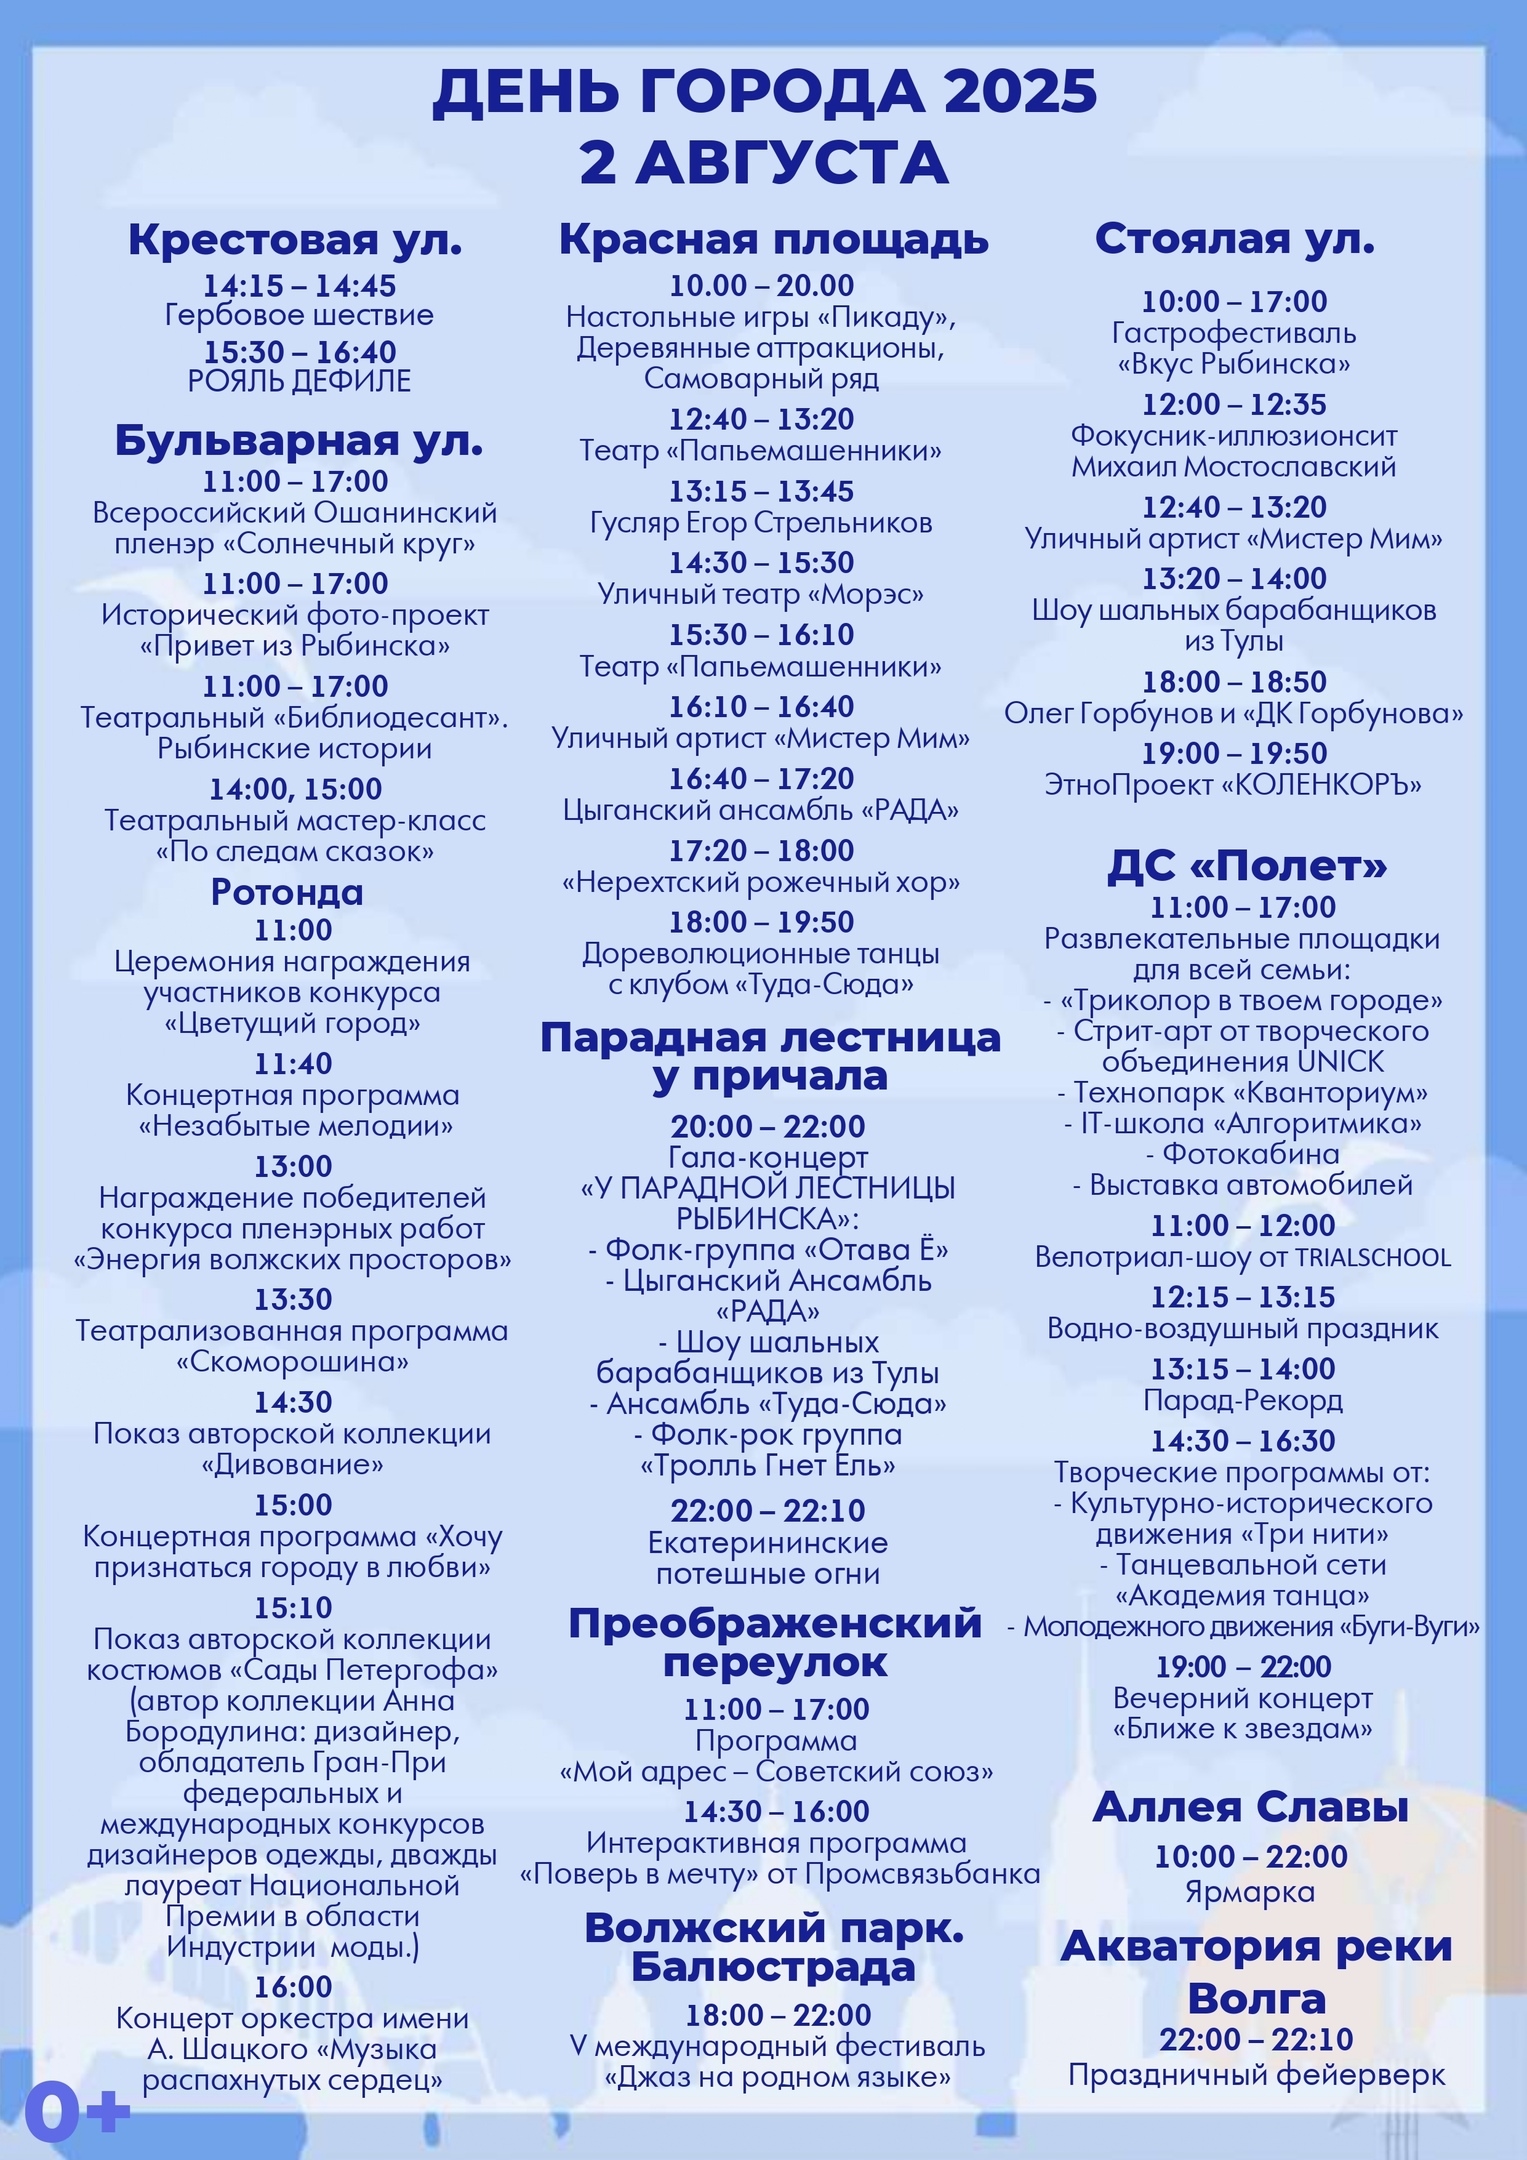 ДЕНЬ ГОРОДА 2025
2 АВГУСТА
Крестовая ул.
14:15 – 14:45
Гербовое шествие
15:30 – 16:40
РОЯЛЬ ДЕФИЛЕ
Бульварная ул.
11:00 – 17:00
Всероссийский Ошанинский
пленэр «Солнечный круг»
11:00 – 17:00
Исторический фото-проект
«Привет из Рыбинска»
11:00 – 17:00
Театральный «Библиодесант».
Рыбинские истории
14:00, 15:00
Театральный мастер-класс
«По следам сказок»
Ротонда
11:00
Церемония награждения
участников конкурса
«Цветущий город»
11:40
Концертная программа
«Незабытые мелодии»
13:00
Награждение победителей
конкурса пленэрных работ
«Энергия волжских просторов»
13:30
Театрализованная программа
«Скоморошина»
14:30
Показ авторской коллекции
«Дивование»
15:00
Концертная программа «Хочу
признаться городу в любви»
15:10
Показ авторской коллекции
костюмов «Сады Петергофа»
(автор коллекции Анна
Бородулина: дизайнер,
обладатель Гран-При
федеральных и
международных конкурсов
дизайнеров одежды, дважды
лауреат Национальной
Премии в области
Индустрии моды.)
16:00
Концерт оркестра имени
А. Шацкого «Музыка
распахнутых сердец»
0+
Красная площадь
10.00 – 20.00
Настольные игры «Пикаду»,
Деревянные аттракционы,
Самоварный ряд
12:40 – 13:20
Театр «Папьемашенники»
13:15 – 13:45
Гусляр Егор Стрельников
14:30 – 15:30
Уличный театр «Морэс»
15:30 – 16:10
Театр «Папьемашенники»
16:10 – 16:40
Уличный артист «Мистер Мим»
16:40 – 17:20
Цыганский ансамбль «РАДА»
17:20 – 18:00
«Нерехтский рожечный хор»
18:00 – 19:50
Дореволюционные танцы
с клубом «Туда-Сюда»
Парадная лестница
у причала
20:00 – 22:00
Гала-концерт
«У ПАРАДНОЙ ЛЕСТНИЦЫ
РЫБИНСКА»:
- Фолк-группа «Отава Ё»
- Цыганский Ансамбль
«РАДА»
- Шоу шальных
барабанщиков из Тулы
- Ансамбль «Туда-Сюда»
- Фолк-рок группа
«Тролль Гнет Ель»
22:00 – 22:10
Екатерининские
потешные огни
Преображенский
переулок
11:00 – 17:00
Программа
«Мой адрес – Советский союз»
14:30 – 16:00
Интерактивная программа
«Поверь в мечту» от Промсвязьбанка
Волжский парк.
Балюстрада
18:00 – 22:00
V международный фестиваль
«Джаз на родном языке»
Стоялая ул.
10:00 – 17:00
Гастрофестиваль
«Вкус Рыбинска»
12:00 – 12:35
Фокусник-иллюзионсит
Михаил Мостославский
12:40 – 13:20
Уличный артист «Мистер Мим»
13:20 – 14:00
Шоу шальных барабанщиков
из Тулы
18:00 – 18:50
Олег Горбунов и «ДК Горбунова»
19:00 – 19:50
ЭтноПроект «КОЛЕНКОРЪ»
ДС «Полет»
11:00 – 17:00
Развлекательные площадки
для всей семьи:
- «Триколор в твоем городе»
- Стрит-арт от творческого
объединения UNICK
- Технопарк «Кванториум»
- IT-школа «Алгоритмика»
- Фотокабина
- Выставка автомобилей
11:00 – 12:00
Велотриал-шоу от TRIALSCHOOL
12:15 – 13:15
Водно-воздушный праздник
13:15 – 14:00
Парад-Рекорд
14:30 – 16:30
Творческие программы от:
- Культурно-исторического
движения «Три нити»
- Танцевальной сети
«Академия танца»
- Молодежного движения «Буги-Вуги»
19:00 – 22:00
Вечерний концерт
«Ближе к звездам»
Аллея Славы
10:00 – 22:00
Ярмарка
Акватория реки
Волга
22:00 – 22:10
Праздничный фейерверк